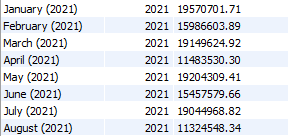 January (2021) 2021 19570701.71
February (2021) 2021 15986603.89
March (2021) 2021 19149624.92
April (2021) 2021 11483530.30
May (2021) 2021 19204309.41
June (2021) 2021 15457579.66
July (2021) 2021 19044968.82
August (2021) 2021 11324548.34